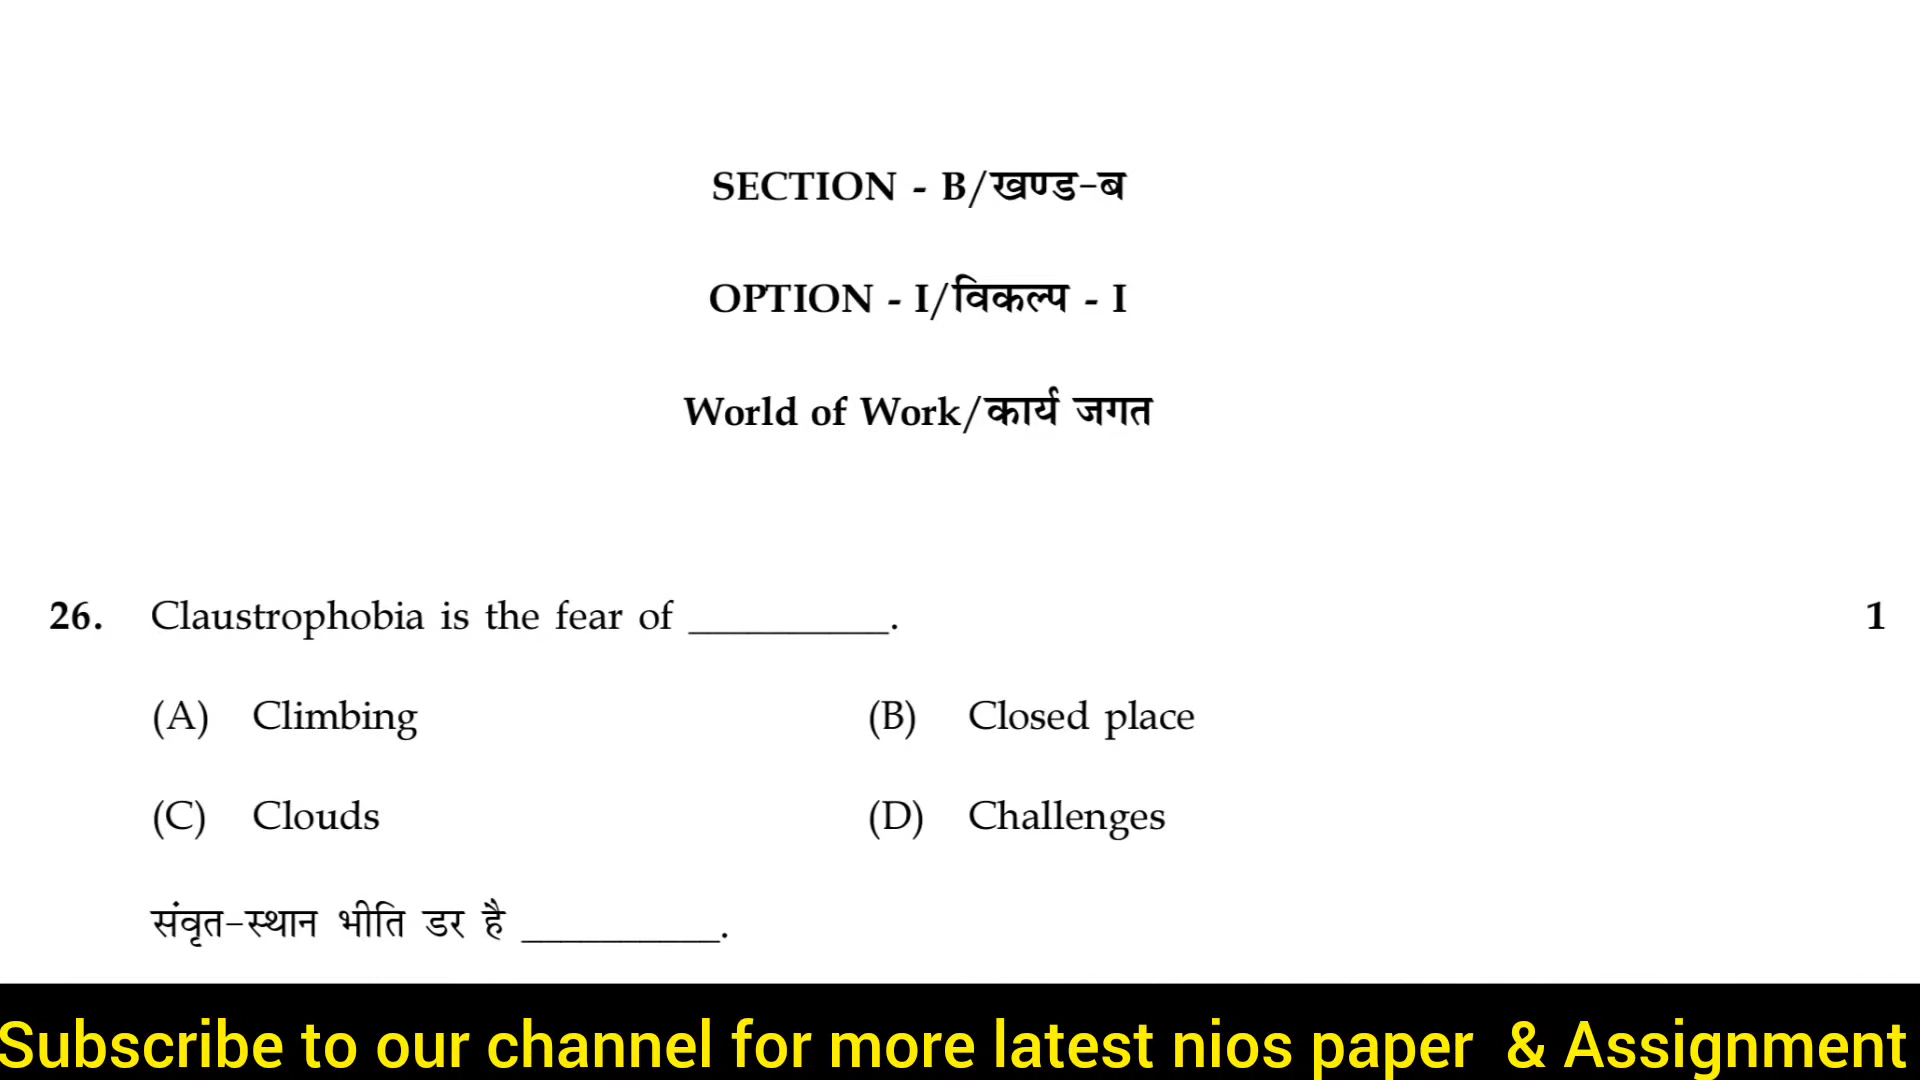 SECTION - B/खण्ड-ब
OPTION - I/विकल्प - I
World of Work/कार्य जगत
26. Claustrophobia is the fear of __________. 1
(A) Climbing (B) Closed place
(C) Clouds (D) Challenges
संवृत-स्थान भीति डर है __________.
Subscribe to our channel for more latest nios paper & Assignment